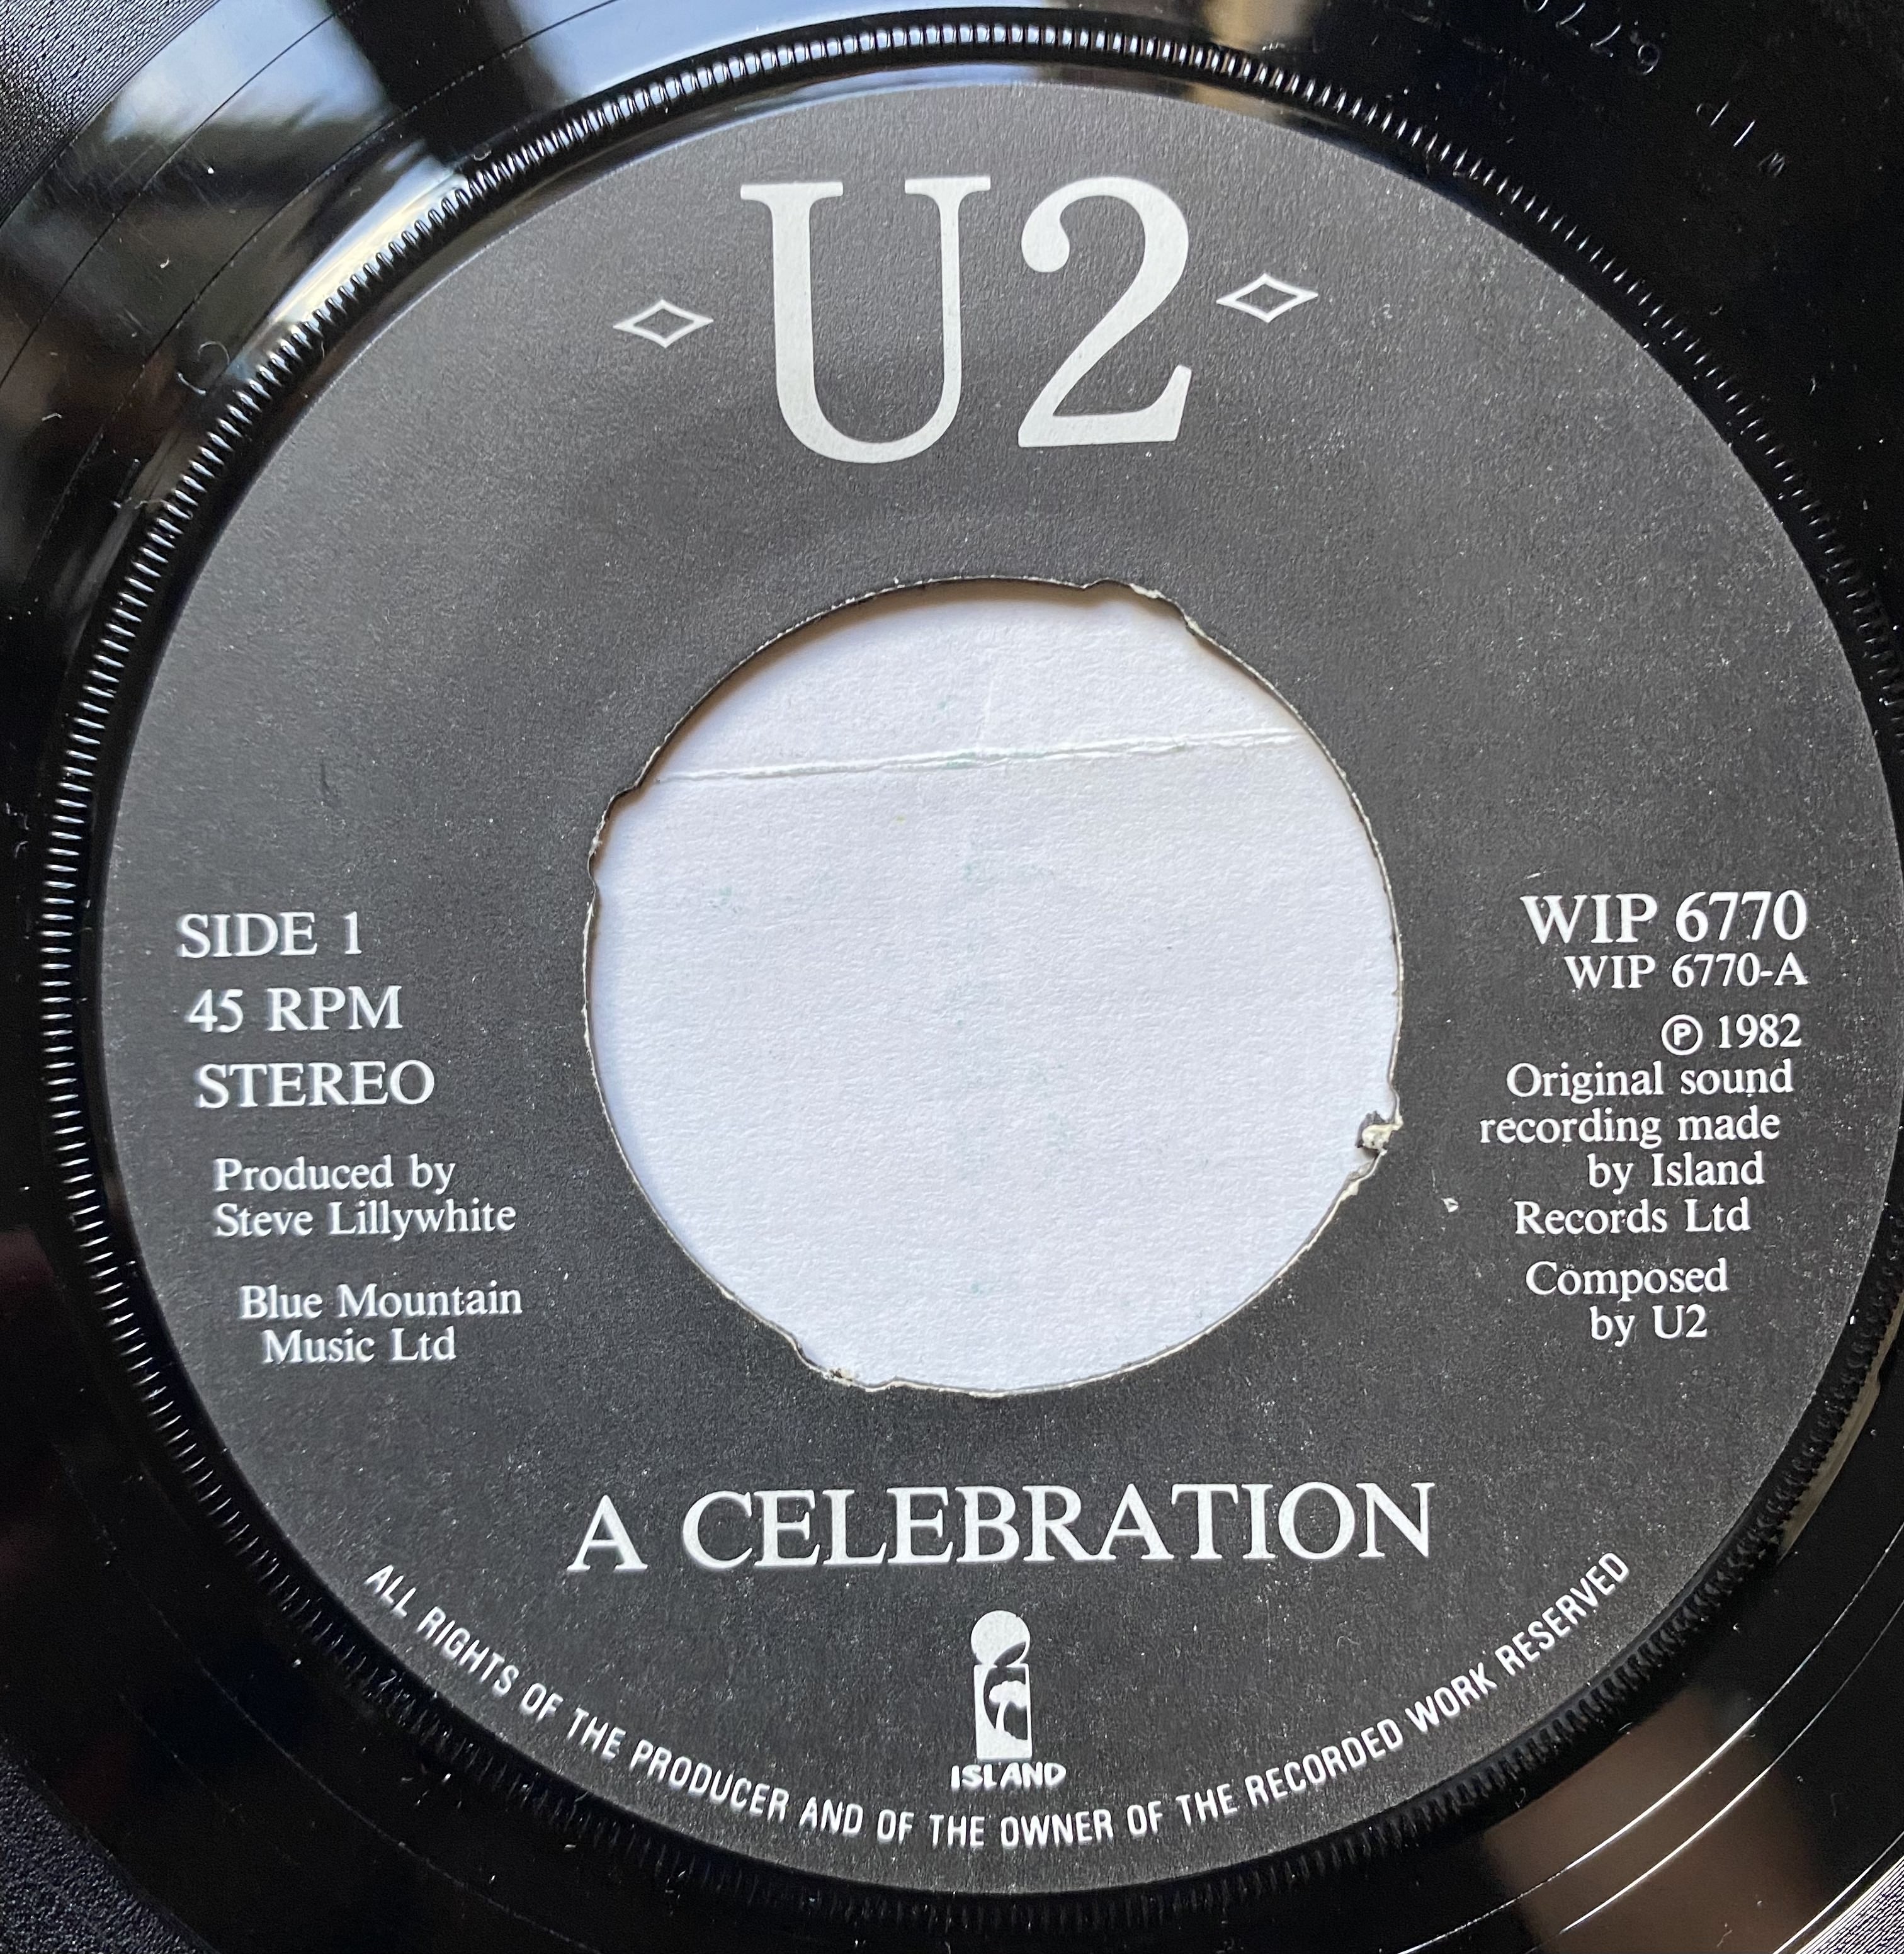 U2
SIDE 1
45 RPM
STEREO
Produced by
Steve Lillywhite
Blue Mountain
Music Ltd
WIP 6770
WIP 6770-A
Ⓟ 1982
Original sound
recording made
by Island
Records Ltd
Composed
by U2
A CELEBRATION
ISLAND
ALL RIGHTS OF THE PRODUCER AND OF THE OWNER OF THE RECORDED WORK RESERVED